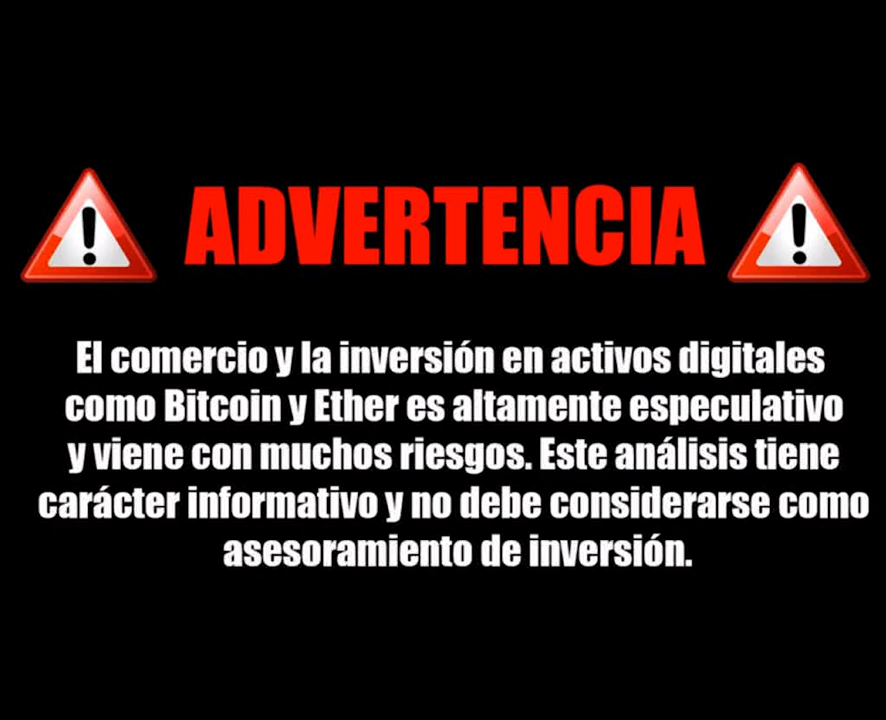 ADVERTENCIA
El comercio y la inversión en activos digitales
como Bitcoin y Ether es altamente especulativo
y viene con muchos riesgos. Este análisis tiene
carácter informativo y no debe considerarse como
asesoramiento de inversión.